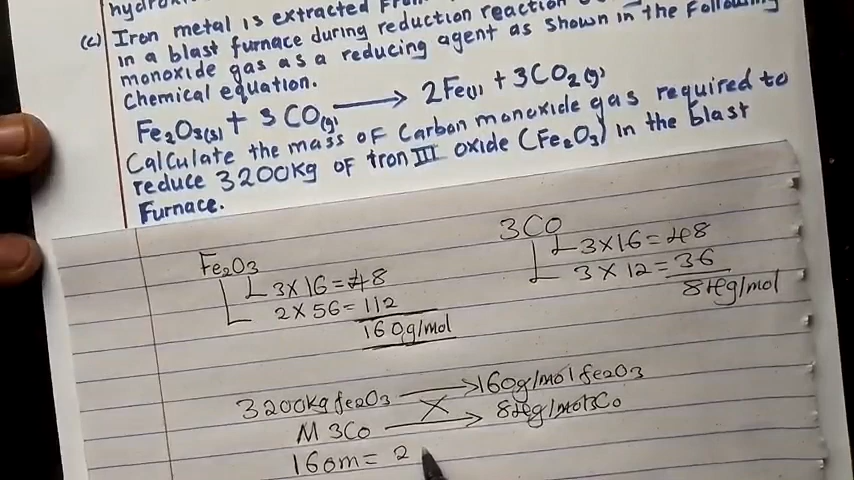 hydrox
(c) Iron metal is extracted from
in a blast furnace during reduction reaction
monoxide gas as a reducing agent as shown in the following
chemical equation.
Fe₂O₃(s) + 3 CO(g) ⟶ 2Fe(l) + 3CO₂(g)
Calculate the mass of Carbon monoxide gas required to
reduce 3200kg of iron III oxide (Fe₂O₃) in the blast
Furnace.
Fe₂O₃
3 × 16 = 48
2 × 56 = 112
160g/mol
3CO
3 × 16 = 48
3 × 12 = 36
84g/mol
3200kg fe₂O₃ ⟶ 160g/mol fe₂O₃
M 3Co ⟶ 84g/mol3Co
160m = 2